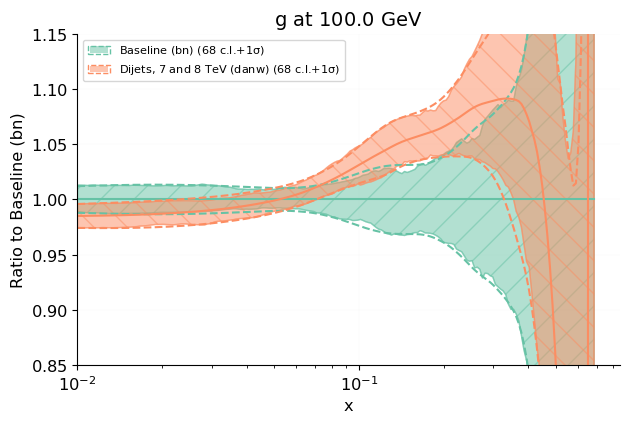 g at 100.0 GeV
Baseline (bn) (68 c.l.+1σ)
Dijets, 7 and 8 TeV (danw) (68 c.l.+1σ)
Ratio to Baseline (bn)
1.15
1.10
1.05
1.00
0.95
0.90
0.85
10⁻²
10⁻¹
x